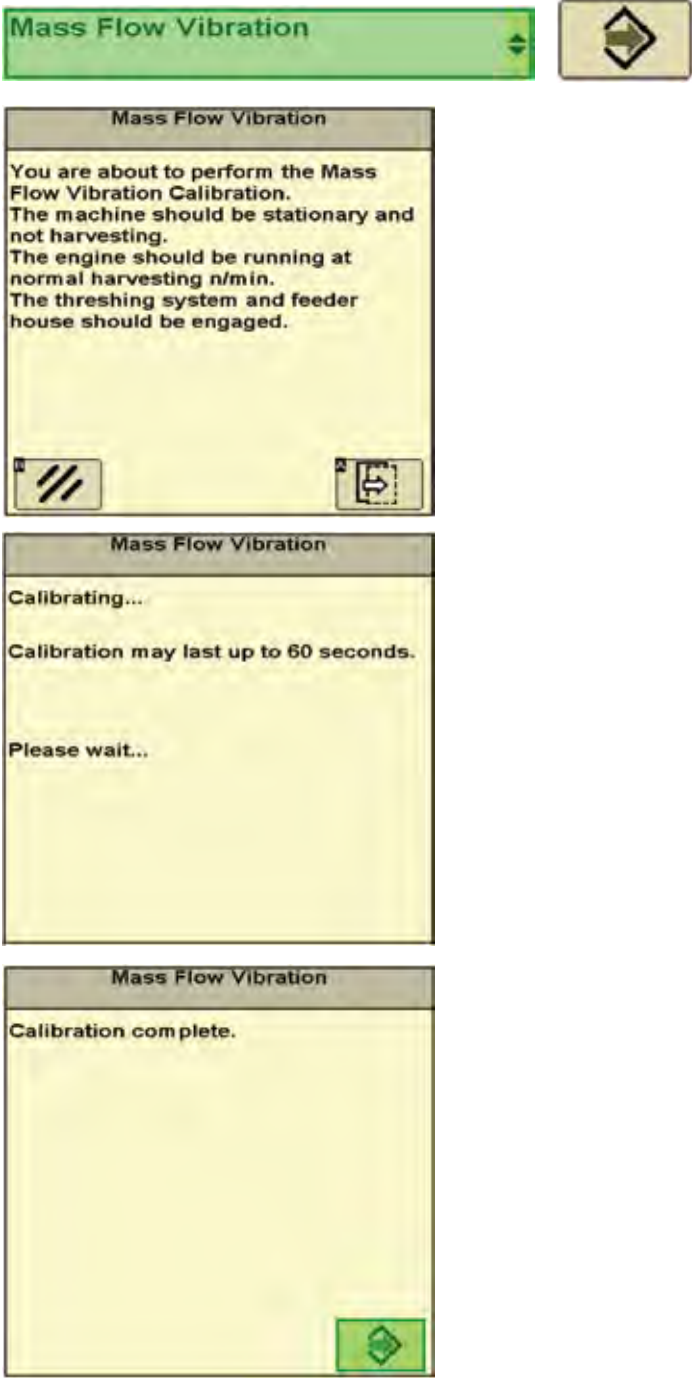 Mass Flow Vibration
Mass Flow Vibration
You are about to perform the Mass
Flow Vibration Calibration.
The machine should be stationary and
not harvesting.
The engine should be running at
normal harvesting n/min.
The threshing system and feeder
house should be engaged.
A
Mass Flow Vibration
Calibrating...
Calibration may last up to 60 seconds.
Please wait...
Mass Flow Vibration
Calibration complete.